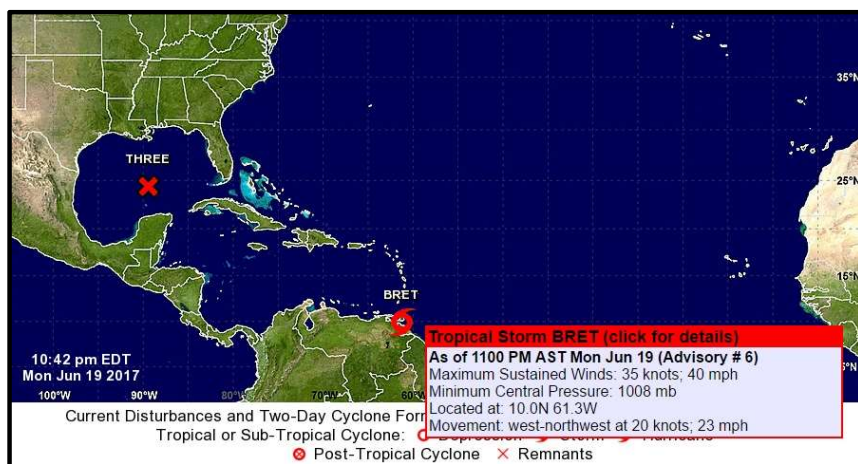 35°N
THREE
25°N
15°N
BRET
1
Tropical Storm BRET (click for details)
As of 1100 PM AST Mon Jun 19 (Advisory # 6)
Maximum Sustained Winds: 35 knots; 40 mph
Minimum Central Pressure: 1008 mb
Located at: 10.0N 61.3W
Movement: west-northwest at 20 knots; 23 mph
10:42 pm EDT
Mon Jun 19 2017
5°N
100°W 90°W 80°W 70°W 60°W
Current Disturbances and Two-Day Cyclone
Tropical or Sub-Tropical Cyclone:
Post-Tropical Cyclone Remnants